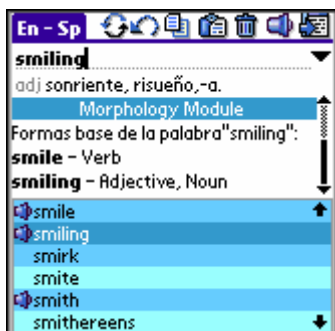 En - Sp
smiling
adj sonriente, risueño,-a.
Morphology Module
Formas base de la palabra"smiling":
smile – Verb
smiling – Adjective, Noun
smile
smiling
smirk
smite
smith
smithereens